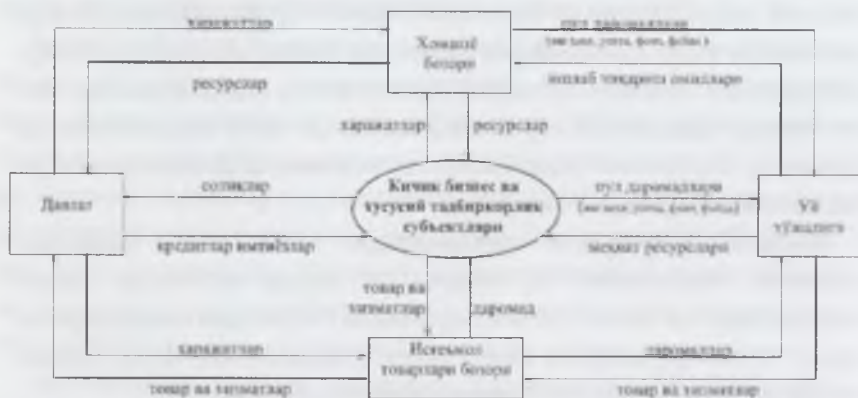 харажатлар
Хомашё
бозори
пул даромадлари
(иш ҳақи, рента, фоиз, фойда)
ресурслар
ишлаб чиқариш омиллари
харажатлар
ресурслар
Давлат
солиқлар
Кичик бизнес ва
хусусий тадбиркорлик
субъектлари
пул даромадлари
(иш ҳақи, рента, фоиз, фойда)
Уй
хўжалиги
кредитлар имтиёзлар
меҳнат ресурслари
товар ва
хизматлар
даромад
харажатлар
Истеъмол
товарлари бозори
даромадлар
товар ва хизматлар
товар ва хизматлар